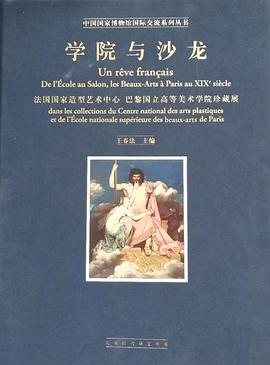 中国国家博物馆国际交流系列丛书
学院与沙龙
Un rêve français
De l'École au Salon, les Beaux-Arts à Paris au XIXᵉ siècle
法国国家造型艺术中心 巴黎国立高等美术学院珍藏展
dans les collections du Centre national des arts plastiques
et de l'École nationale supérieure des beaux-arts de Paris
王春法 主编